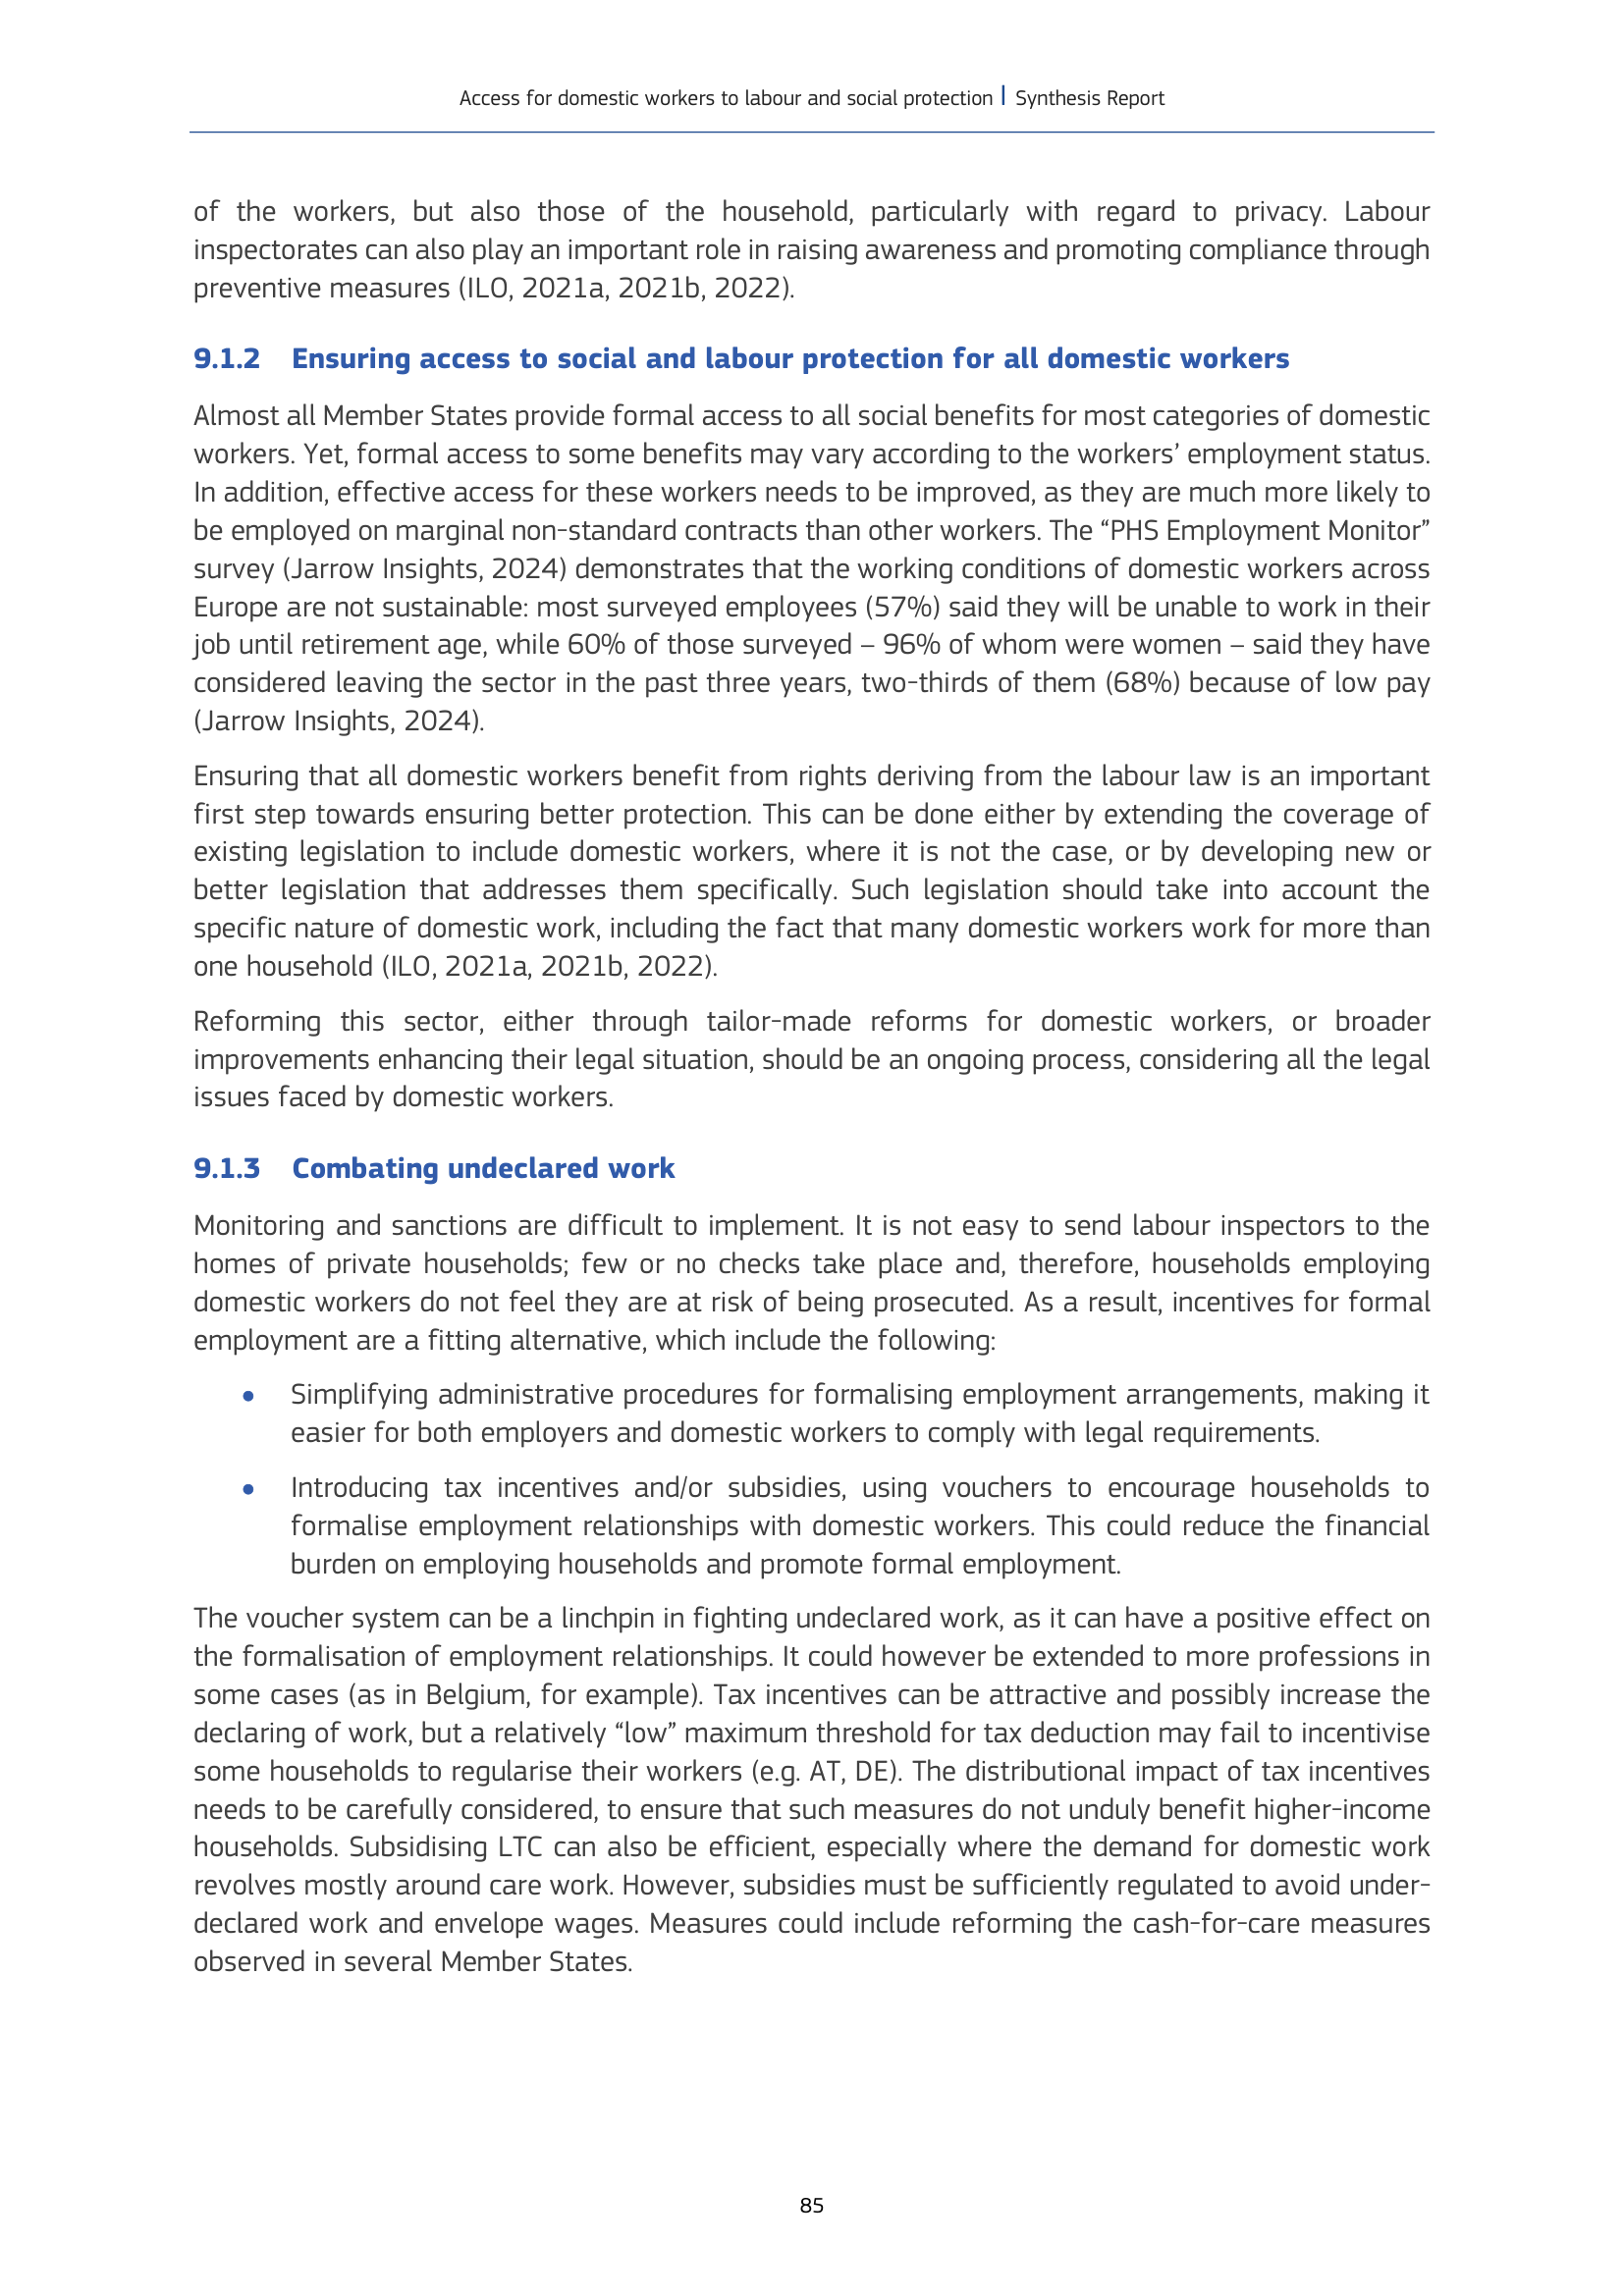 Access for domestic workers to labour and social protection | Synthesis Report
of the workers, but also those of the household, particularly with regard to privacy. Labour
inspectorates can also play an important role in raising awareness and promoting compliance through
preventive measures (ILO, 2021a, 2021b, 2022).
9.1.2 Ensuring access to social and labour protection for all domestic workers
Almost all Member States provide formal access to all social benefits for most categories of domestic
workers. Yet, formal access to some benefits may vary according to the workers’ employment status.
In addition, effective access for these workers needs to be improved, as they are much more likely to
be employed on marginal non-standard contracts than other workers. The “PHS Employment Monitor”
survey (Jarrow Insights, 2024) demonstrates that the working conditions of domestic workers across
Europe are not sustainable: most surveyed employees (57%) said they will be unable to work in their
job until retirement age, while 60% of those surveyed – 96% of whom were women – said they have
considered leaving the sector in the past three years, two-thirds of them (68%) because of low pay
(Jarrow Insights, 2024).
Ensuring that all domestic workers benefit from rights deriving from the labour law is an important
first step towards ensuring better protection. This can be done either by extending the coverage of
existing legislation to include domestic workers, where it is not the case, or by developing new or
better legislation that addresses them specifically. Such legislation should take into account the
specific nature of domestic work, including the fact that many domestic workers work for more than
one household (ILO, 2021a, 2021b, 2022).
Reforming this sector, either through tailor-made reforms for domestic workers, or broader
improvements enhancing their legal situation, should be an ongoing process, considering all the legal
issues faced by domestic workers.
9.1.3 Combating undeclared work
Monitoring and sanctions are difficult to implement. It is not easy to send labour inspectors to the
homes of private households; few or no checks take place and, therefore, households employing
domestic workers do not feel they are at risk of being prosecuted. As a result, incentives for formal
employment are a fitting alternative, which include the following:
• Simplifying administrative procedures for formalising employment arrangements, making it
easier for both employers and domestic workers to comply with legal requirements.
• Introducing tax incentives and/or subsidies, using vouchers to encourage households to
formalise employment relationships with domestic workers. This could reduce the financial
burden on employing households and promote formal employment.
The voucher system can be a linchpin in fighting undeclared work, as it can have a positive effect on
the formalisation of employment relationships. It could however be extended to more professions in
some cases (as in Belgium, for example). Tax incentives can be attractive and possibly increase the
declaring of work, but a relatively “low” maximum threshold for tax deduction may fail to incentivise
some households to regularise their workers (e.g. AT, DE). The distributional impact of tax incentives
needs to be carefully considered, to ensure that such measures do not unduly benefit higher-income
households. Subsidising LTC can also be efficient, especially where the demand for domestic work
revolves mostly around care work. However, subsidies must be sufficiently regulated to avoid under-
declared work and envelope wages. Measures could include reforming the cash-for-care measures
observed in several Member States.
85